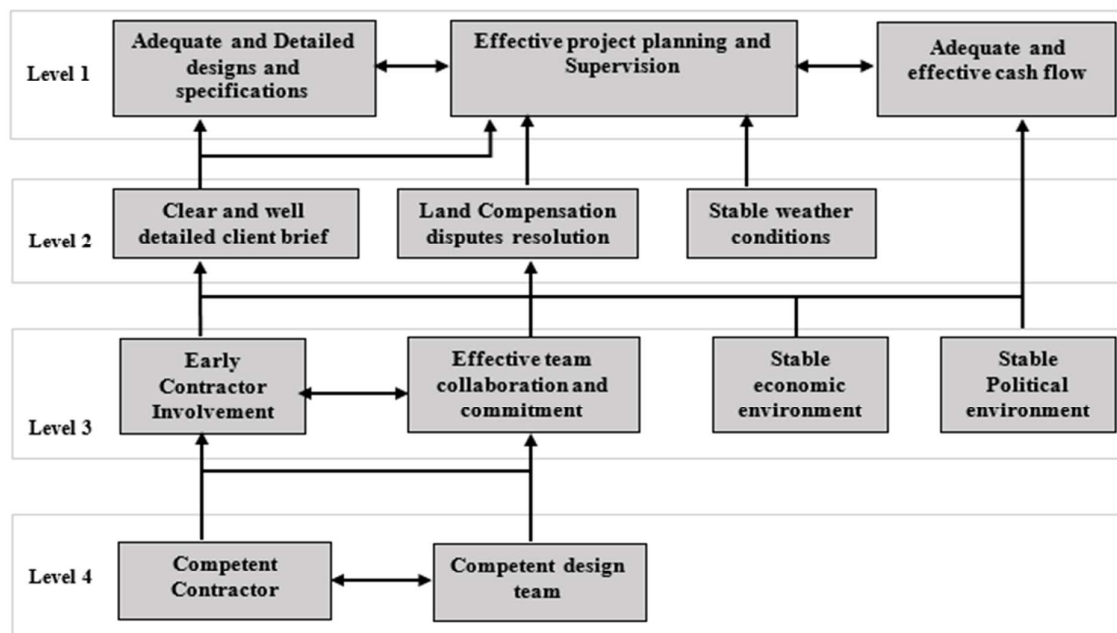 Level 1
Adequate and Detailed
designs and
specifications
Effective project planning and
Supervision
Adequate and
effective cash flow
Level 2
Clear and well
detailed client brief
Land Compensation
disputes resolution
Stable weather
conditions
Level 3
Early
Contractor
Involvement
Effective team
collaboration and
commitment
Stable
economic
environment
Stable
Political
environment
Level 4
Competent
Contractor
Competent design
team